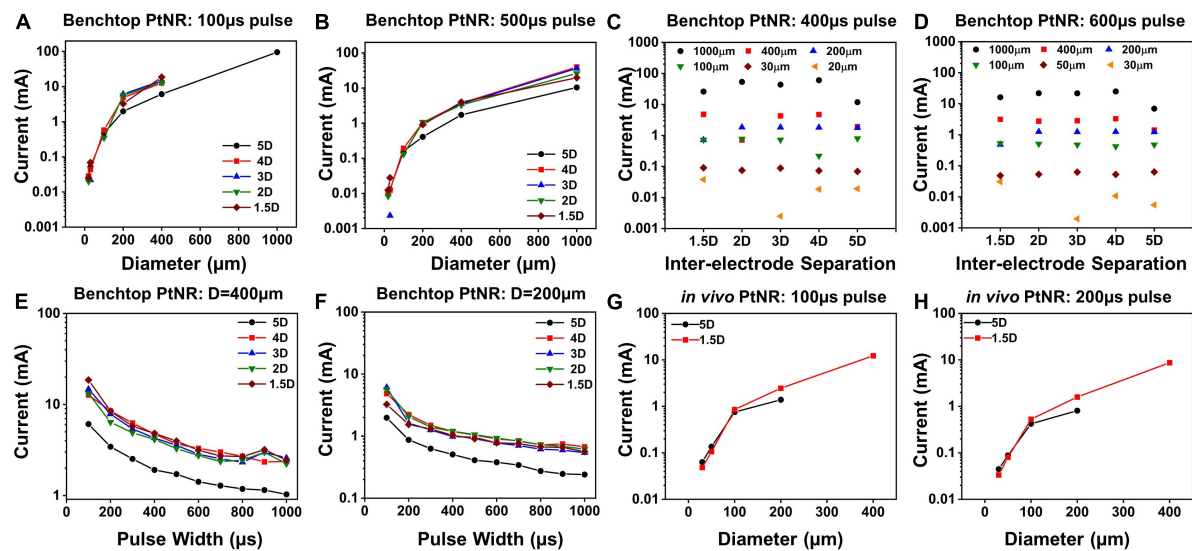 A
Benchtop PtNR: 100µs pulse
Current (mA)
100
10
1
0.1
0.01
0.001
5D
4D
3D
2D
1.5D
0 200 400 600 800 1000
Diameter (µm)
B
Benchtop PtNR: 500µs pulse
Current (mA)
100
10
1
0.1
0.01
0.001
5D
4D
3D
2D
1.5D
0 200 400 600 800 1000
Diameter (µm)
C
Benchtop PtNR: 400µs pulse
Current (mA)
1000
100
10
1
0.1
0.01
0.001
1000µm 400µm 200µm
100µm 30µm 20µm
1.5D 2D 3D 4D 5D
Inter-electrode Separation
D
Benchtop PtNR: 600µs pulse
Current (mA)
1000
100
10
1
0.1
0.01
0.001
1000µm 400µm 200µm
100µm 50µm 30µm
1.5D 2D 3D 4D 5D
Inter-electrode Separation
E
Benchtop PtNR: D=400µm
Current (mA)
100
10
1
5D
4D
3D
2D
1.5D
0 200 400 600 800 1000
Pulse Width (µs)
F
Benchtop PtNR: D=200µm
Current (mA)
100
10
1
0.1
5D
4D
3D
2D
1.5D
0 200 400 600 800 1000
Pulse Width (µs)
G
in vivo PtNR: 100µs pulse
Current (mA)
100
10
1
0.1
0.01
5D
1.5D
0 100 200 300 400
Diameter (µm)
H
in vivo PtNR: 200µs pulse
Current (mA)
100
10
1
0.1
0.01
5D
1.5D
0 100 200 300 400
Diameter (µm)